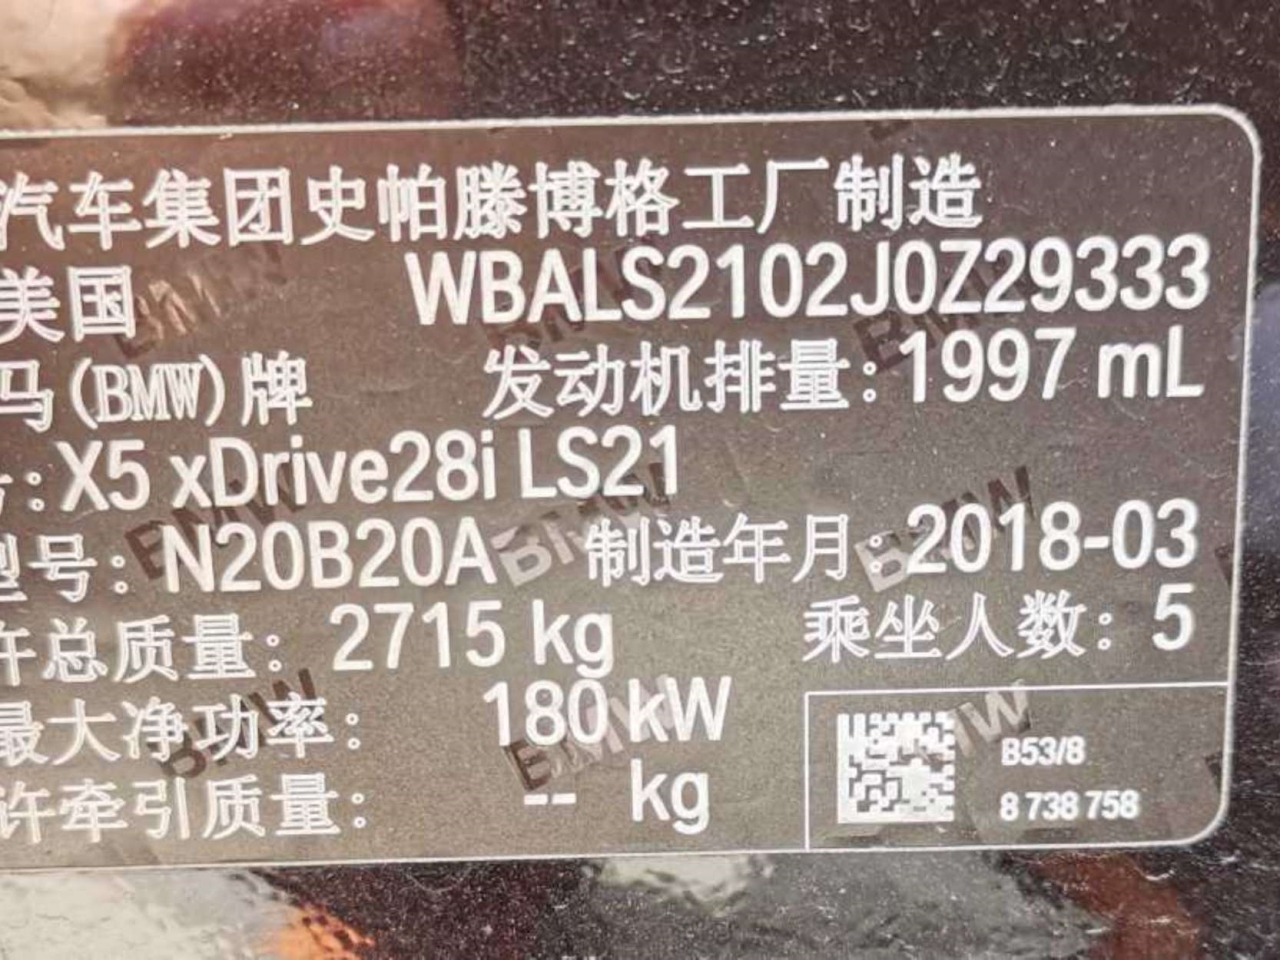 汽车集团史帕滕博格工厂制造
美国 WBALS2102J0Z29333
马(BMW)牌 发动机排量:1997 mL
号:X5 xDrive28i LS21
型号:N20B20A 制造年月:2018-03
许总质量:2715 kg 乘坐人数:5
最大净功率:180 kW
许牵引质量:-- kg
B53/8
8 738 758